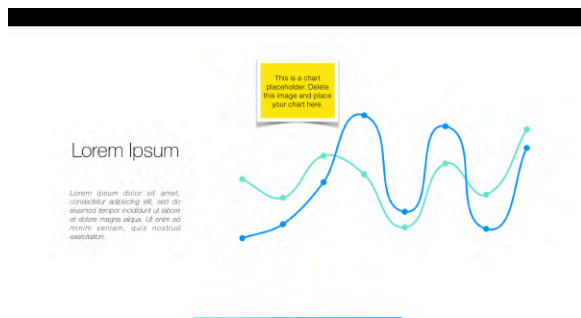 This is a chart
placeholder. Delete
this image and place
your chart here.
Lorem Ipsum
Lorem ipsum dolor sit amet,
consectetur adipiscing elit, sed do
eiusmod tempor incididunt ut labore
et dolore magna aliqua. Ut enim ad
minim veniam, quis nostrud
exercitation.